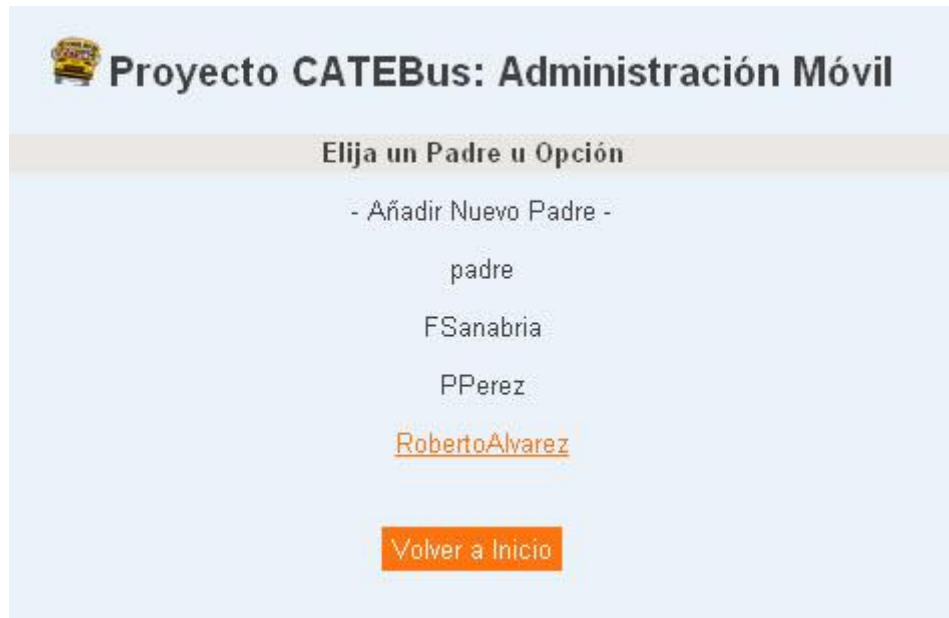 Proyecto CATEBus: Administración Móvil
Elija un Padre u Opción
- Añadir Nuevo Padre -
padre
FSanabria
PPerez
RobertoAlvarez
Volver a Inicio